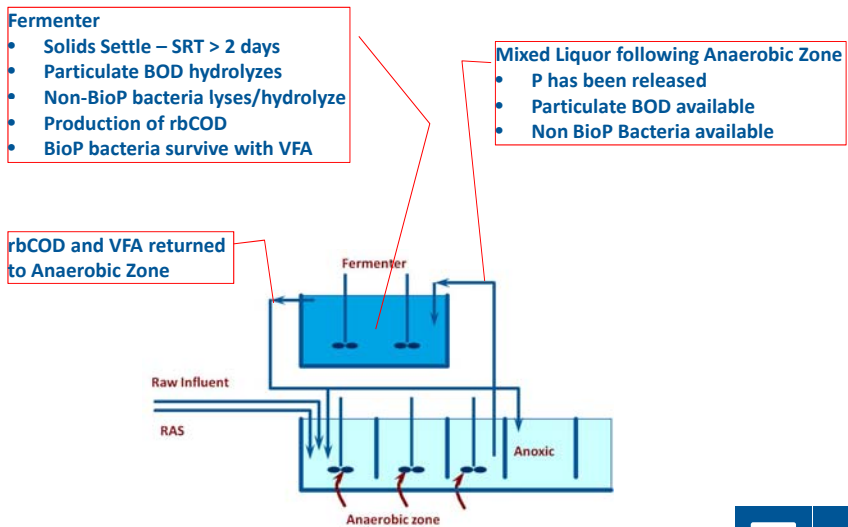 Fermenter
• Solids Settle – SRT > 2 days
• Particulate BOD hydrolyzes
• Non-BioP bacteria lyses/hydrolyze
• Production of rbCOD
• BioP bacteria survive with VFA
Mixed Liquor following Anaerobic Zone
• P has been released
• Particulate BOD available
• Non BioP Bacteria available
rbCOD and VFA returned
to Anaerobic Zone
Fermenter
Raw Influent
RAS
Anoxic
Anaerobic zone